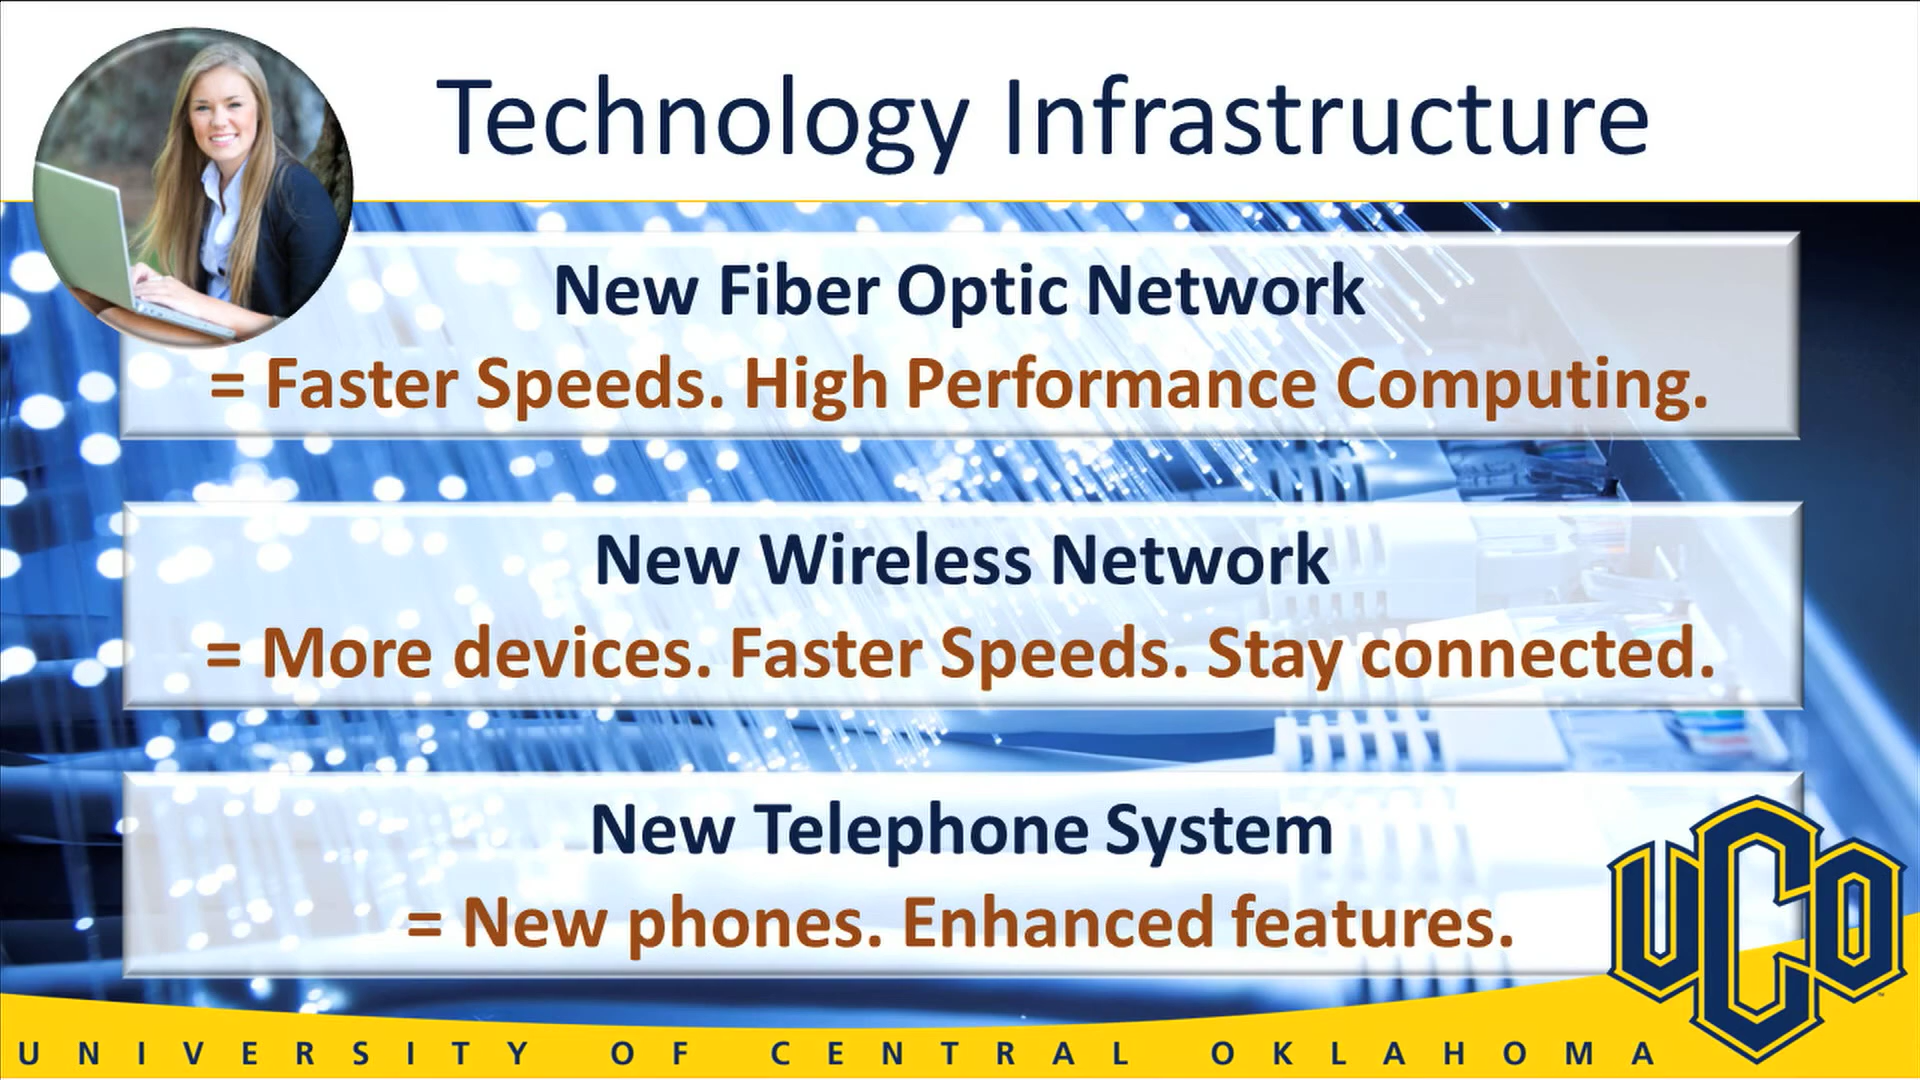 Technology Infrastructure
New Fiber Optic Network
= Faster Speeds. High Performance Computing.
New Wireless Network
= More devices. Faster Speeds. Stay connected.
New Telephone System
= New phones. Enhanced features.
UCO
™
UNIVERSITY OF CENTRAL OKLAHOMA